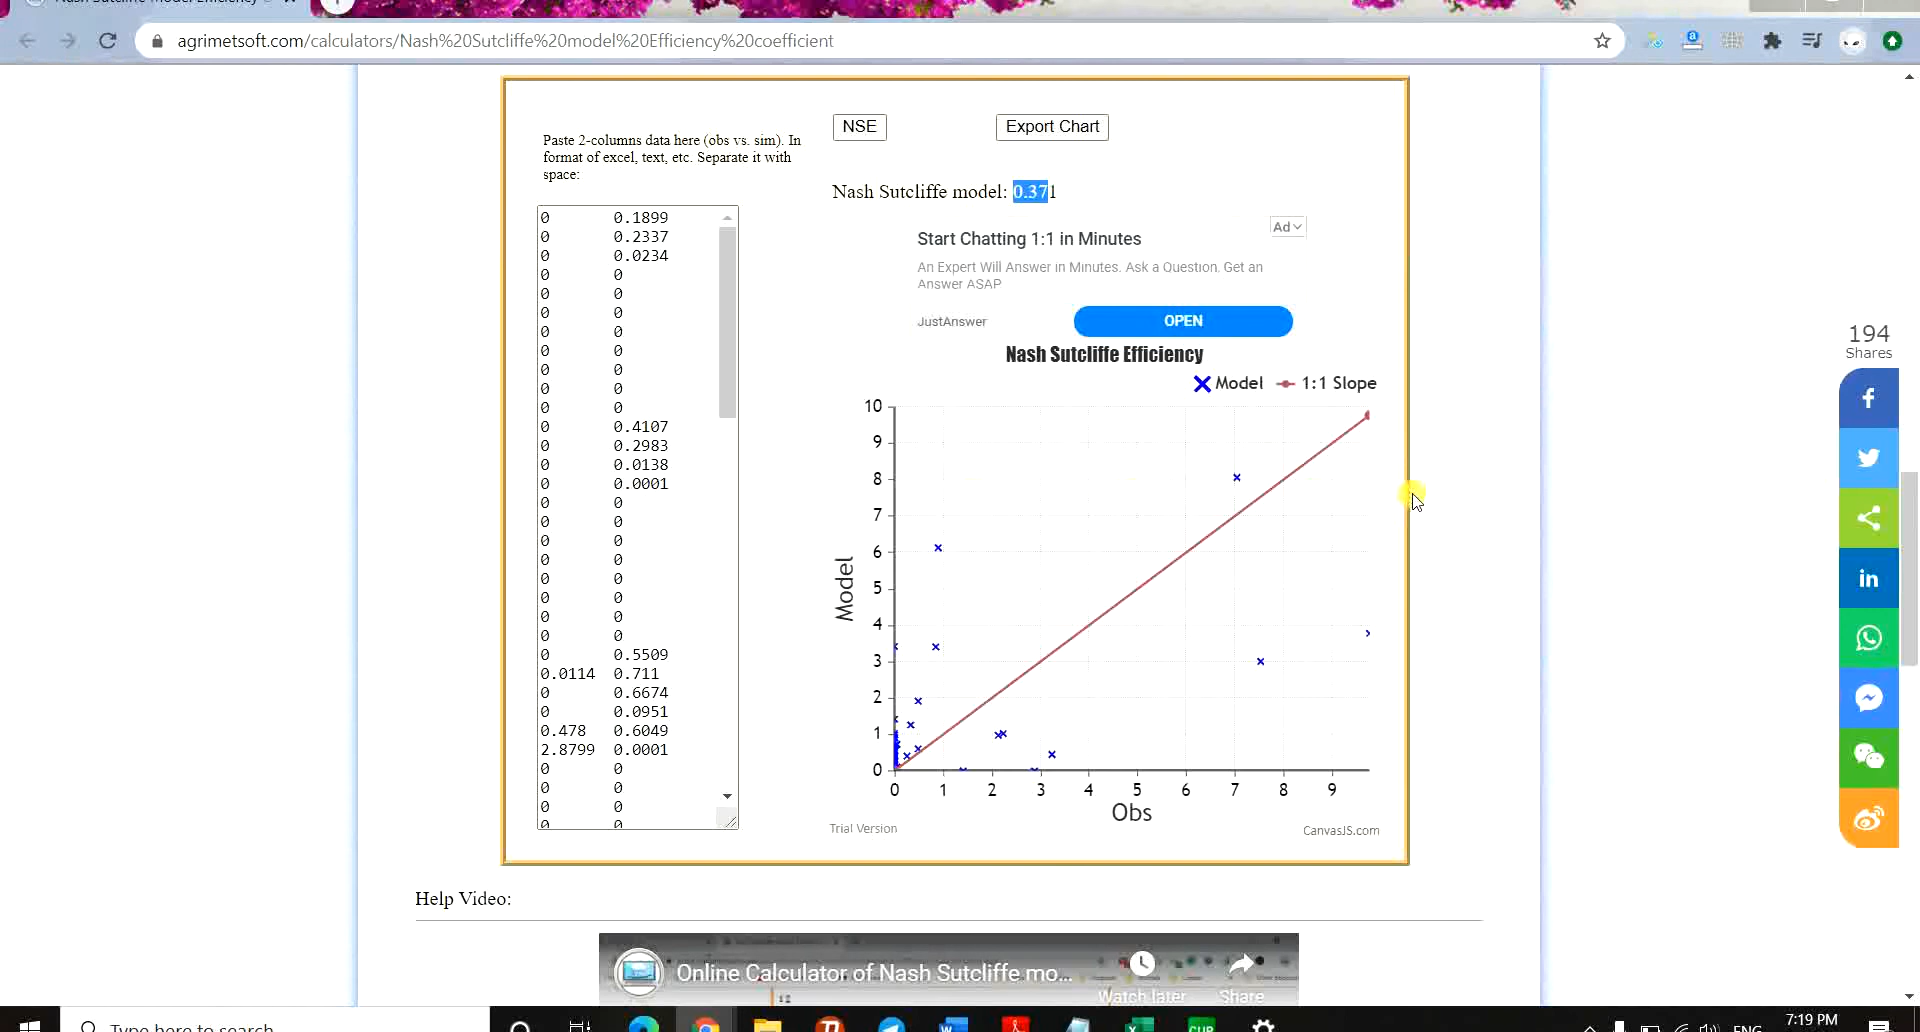 agrimetsoft.com/calculators/Nash%20Sutcliffe%20model%20Efficiency%20coefficient
Paste 2-columns data here (obs vs. sim). In
format of excel, text, etc. Separate it with
space:
NSE
Export Chart
Nash Sutcliffe model: 0.371
0 0.1899
0 0.2337
0 0.0234
0 0
0 0
0 0
0 0
0 0
0 0
0 0
0 0
0 0.4107
0 0.2983
0 0.0138
0 0.0001
0 0
0 0
0 0
0 0
0 0
0 0
0 0
0 0
0 0.5509
0.0114 0.711
0 0.6674
0 0.0951
0.478 0.6049
2.8799 0.0001
0 0
0 0
0 0
0 0
Ad
Start Chatting 1:1 in Minutes
An Expert Will Answer in Minutes. Ask a Question, Get an
Answer ASAP
JustAnswer
OPEN
Nash Sutcliffe Efficiency
Model 1:1 Slope
10
9
8
7
6
5
4
3
2
1
0
Model
0 1 2 3 4 5 6 7 8 9
Obs
Trial Version
CanvasJS.com
194
Shares
Help Video:
Online Calculator of Nash Sutcliffe mo...
Watch later
Share
12
Type here to search
ENG
7:19 PM